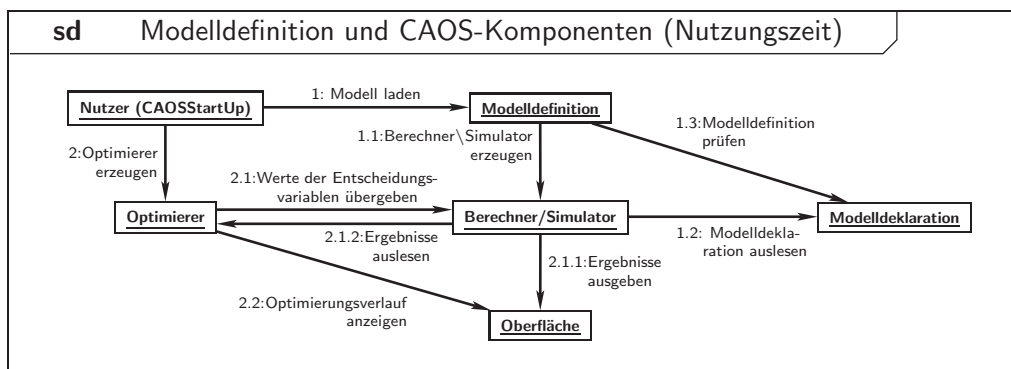 sd Modelldefinition und CAOS-Komponenten (Nutzungszeit)
Nutzer (CAOSStartUp)
1: Modell laden
Modelldefinition
1.1:Berechner\Simulator
erzeugen
1.3:Modelldefinition
prüfen
2:Optimierer
erzeugen
2.1:Werte der Entscheidungs-
variablen übergeben
Optimierer
Berechner/Simulator
Modelldeklaration
2.1.2:Ergebnisse
auslesen
2.1.1:Ergebnisse
ausgeben
1.2: Modelldekla-
ration auslesen
2.2:Optimierungsverlauf
anzeigen
Oberfläche